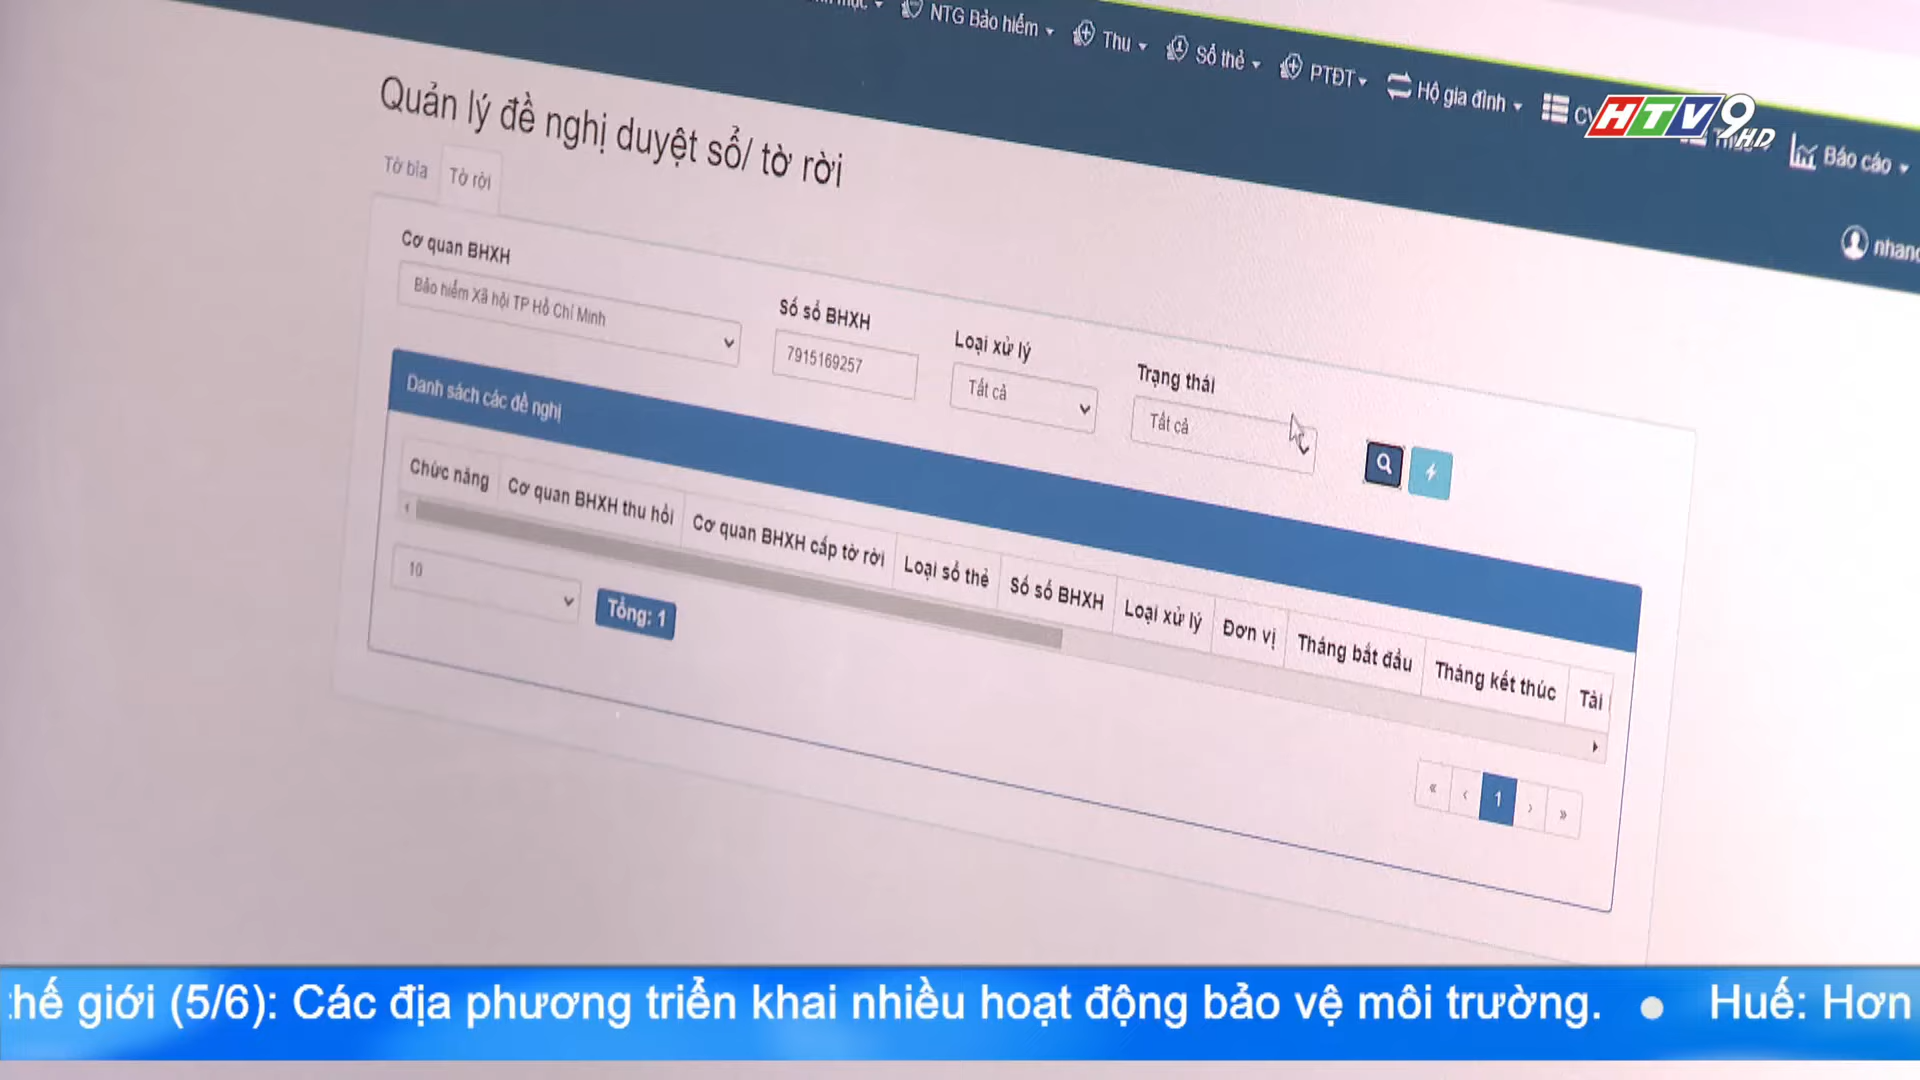 NTG Bảo hiểm
Thu
Sổ thẻ
PTĐT
Hộ gia đình
Báo cáo
HTV9 HD
Quản lý đề nghị duyệt sổ/ tờ rời
Tờ bìa
Tờ rời
Cơ quan BHXH
Bảo hiểm Xã hội TP Hồ Chí Minh
Số sổ BHXH
7915169257
Loại xử lý
Tất cả
Trạng thái
Tất cả
Danh sách các đề nghị
Chức năng
Cơ quan BHXH thu hồi
Cơ quan BHXH cấp tờ rời
Loại sổ thẻ
Số sổ BHXH
Loại xử lý
Đơn vị
Tháng bắt đầu
Tháng kết thúc
Tài
10
Tổng: 1
« ‹ 1 › »
giới (5/6): Các địa phương triển khai nhiều hoạt động bảo vệ môi trường. • Huế: Hơn